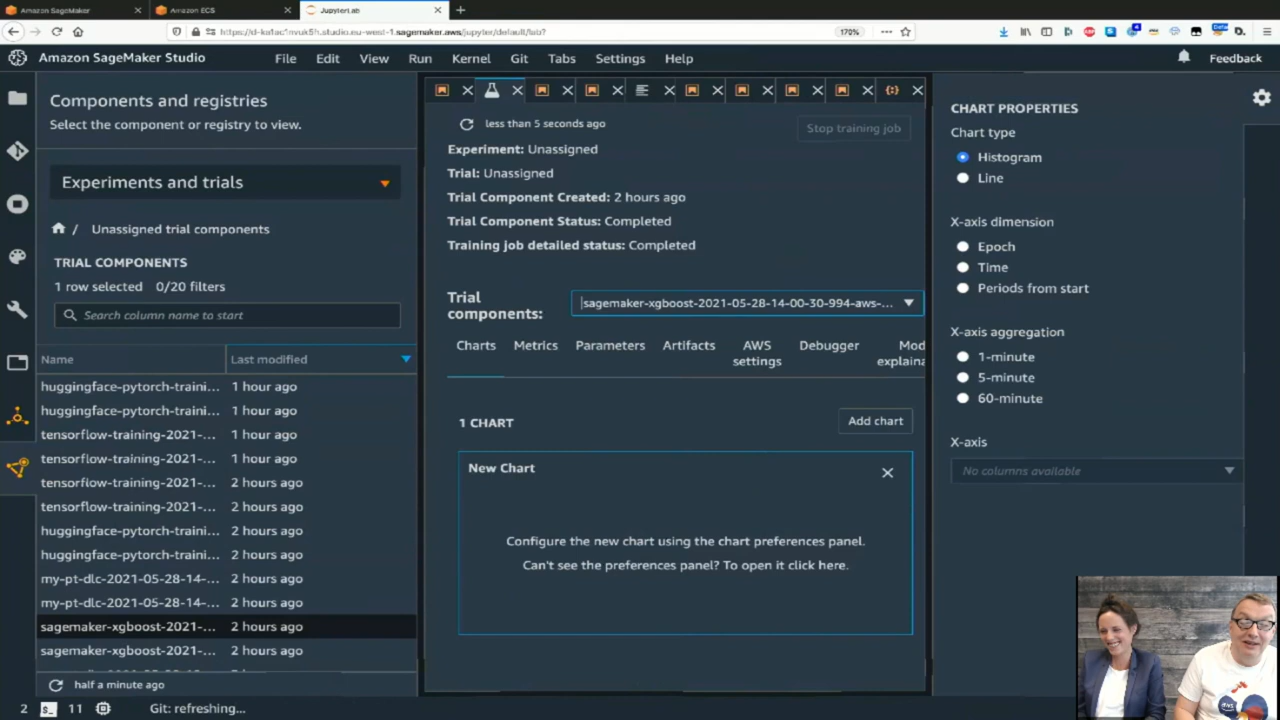 Amazon SageMaker
Amazon ECS
JupyterLab
.studio.eu-west-1.sagemaker.aws/jupyter/default/lab?
170%
Amazon SageMaker Studio
File Edit View Run Kernel Git Tabs Settings Help
Feedback
Components and registries
Select the component or registry to view.
Experiments and trials
/ Unassigned trial components
TRIAL COMPONENTS
1 row selected 0/20 filters
Search column name to start
Name Last modified
huggingface-pytorch-traini... 1 hour ago
huggingface-pytorch-traini... 1 hour ago
tensorflow-training-2021-... 1 hour ago
tensorflow-training-2021-... 1 hour ago
tensorflow-training-2021-... 2 hours ago
tensorflow-training-2021-... 2 hours ago
huggingface-pytorch-traini... 2 hours ago
huggingface-pytorch-traini... 2 hours ago
my-pt-dlc-2021-05-28-14-... 2 hours ago
my-pt-dlc-2021-05-28-14-... 2 hours ago
sagemaker-xgboost-2021-... 2 hours ago
sagemaker-xgboost-2021-... 2 hours ago
half a minute ago
less than 5 seconds ago
Stop training job
Experiment: Unassigned
Trial: Unassigned
Trial Component Created: 2 hours ago
Trial Component Status: Completed
Training job detailed status: Completed
Trial
components:
sagemaker-xgboost-2021-05-28-14-00-30-994-aws-...
Charts Metrics Parameters Artifacts AWS
settings
Debugger
Mod
explaina
1 CHART
Add chart
New Chart
Configure the new chart using the chart preferences panel.
Can't see the preferences panel? To open it click here.
CHART PROPERTIES
Chart type
Histogram
Line
X-axis dimension
Epoch
Time
Periods from start
X-axis aggregation
1-minute
5-minute
60-minute
X-axis
No columns available
2 11 Git: refreshing...
aws